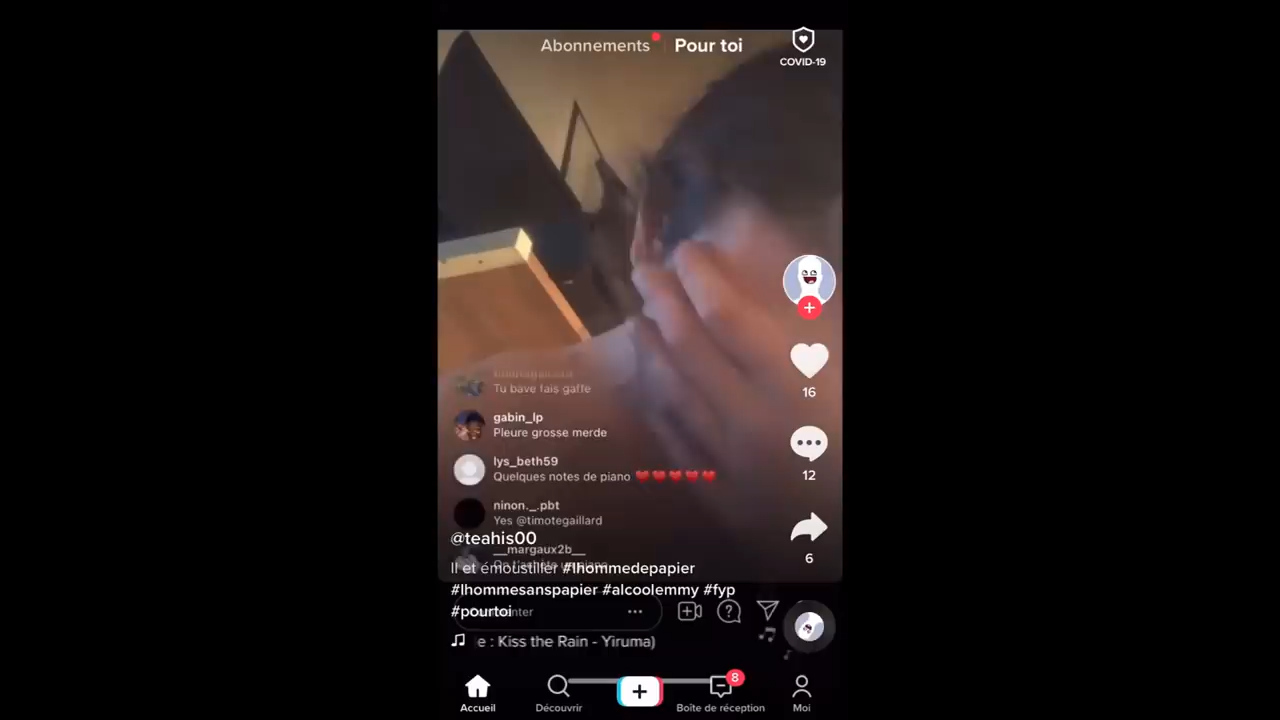 Abonnements
Pour toi
COVID-19
Tu bave fais gaffe
gabin_lp
Pleure grosse merde
16
lys_beth59
Quelques notes de piano ❤️❤️❤️❤️❤️
12
ninon._.pbt
Yes @timotegaillard
@teahis00
__margaux2b__
6
Il et émoustiller #lhommedepapier
#lhommesanspapier #alcoolemmy #fyp
#pourtoi
e : Kiss the Rain - Yiruma)
8
Accueil
Découvrir
Boîte de réception
Moi